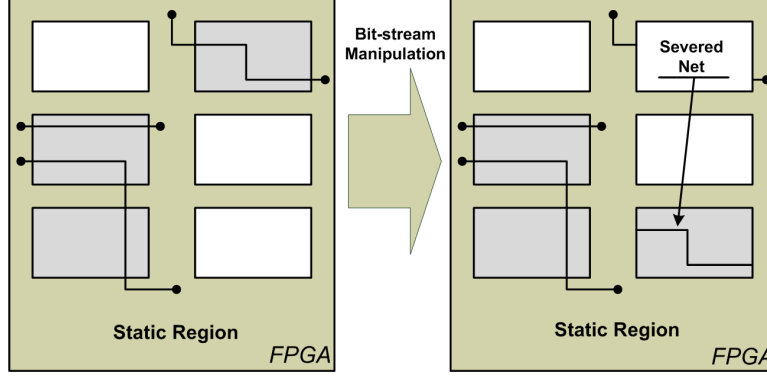 Bit-stream
Manipulation
Severed
Net
Static Region
FPGA
Static Region
FPGA